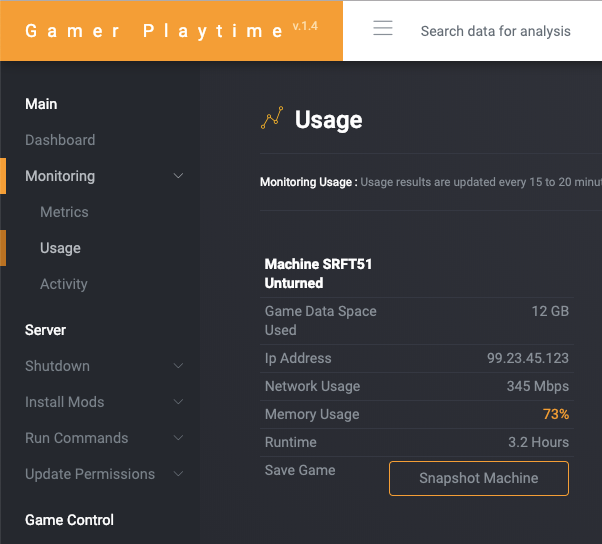 Gamer Playtime v.1.4
Search data for analysis
Main
Dashboard
Monitoring
Metrics
Usage
Activity
Server
Shutdown
Install Mods
Run Commands
Update Permissions
Game Control
Usage
Monitoring Usage : Usage results are updated every 15 to 20 minut
Machine SRFT51
Unturned
Game Data Space
Used
12 GB
Ip Address 99.23.45.123
Network Usage 345 Mbps
Memory Usage 73%
Runtime 3.2 Hours
Save Game Snapshot Machine